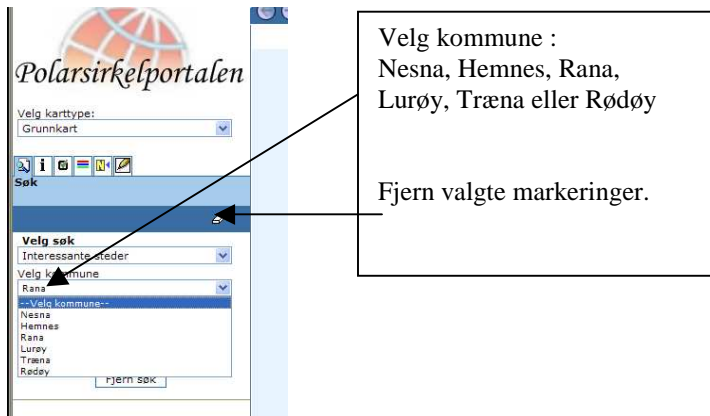 Polarsirkelportalen
Velg karttype:
Grunnkart
Søk
Velg søk
Interessante steder
Velg kommune
Rana
--Velg kommune--
Nesna
Hemnes
Rana
Lurøy
Træna
Rødøy
Fjern søk
Velg kommune :
Nesna, Hemnes, Rana,
Lurøy, Træna eller Rødøy
Fjern valgte markeringer.